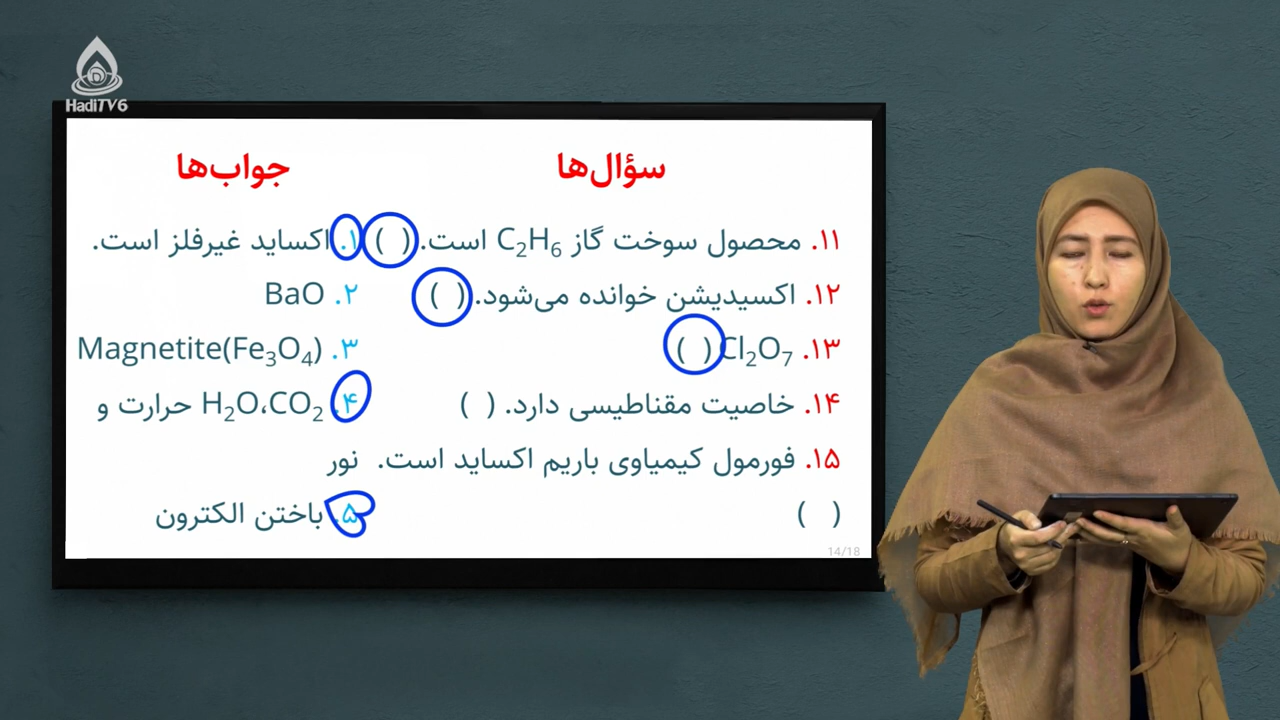 HadiTV6
سؤال‌ها
جواب‌ها
۱۱. محصول سوخت گاز C₂H₆ است. ( )
۱۲. اکسیدیشن خوانده می‌شود. ( )
۱۳. Cl₂O₇ ( )
۱۴. خاصیت مقناطیسی دارد. ( )
۱۵. فورمول کیمیاوی باریم اکساید است.
( )
۱. اکساید غیرفلز است.
۲. BaO
۳. Magnetite(Fe₃O₄)
۴. H₂O،CO₂ حرارت و
نور
۵. باختن الکترون
14/18